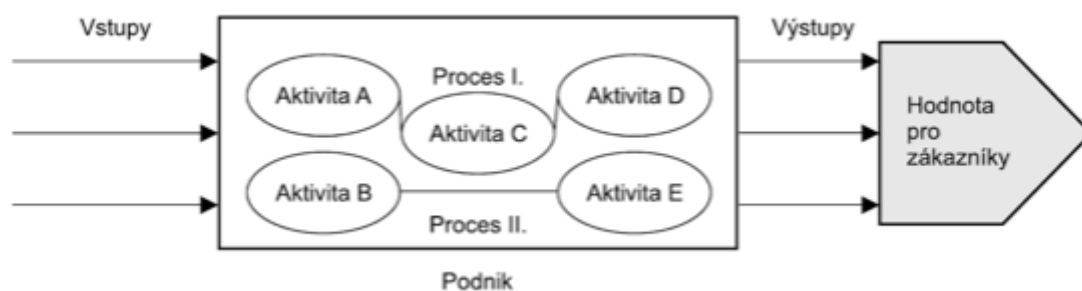 Vstupy
Výstupy
Proces I.
Aktivita A
Aktivita D
Aktivita C
Hodnota
pro
zákazníky
Aktivita B
Aktivita E
Proces II.
Podnik